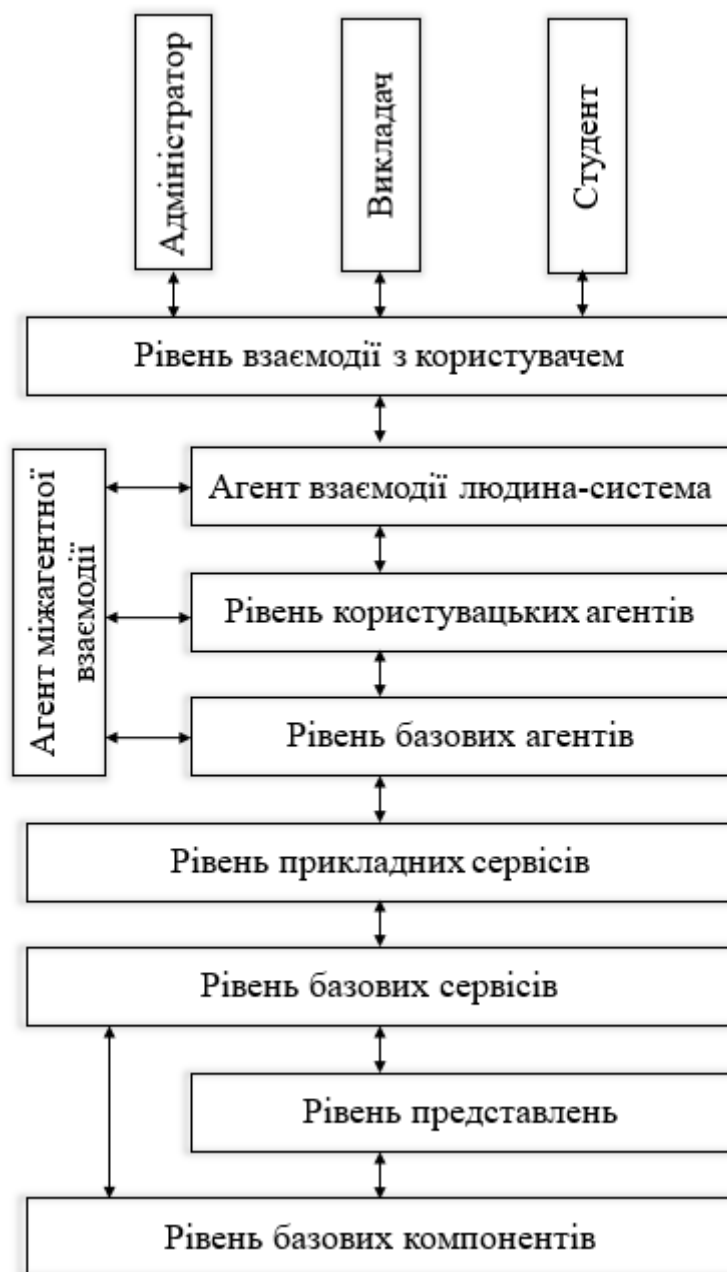 Адміністратор
Викладач
Студент
Рівень взаємодії з користувачем
Агент міжагентної
взаємодії
Агент взаємодії людина-система
Рівень користувацьких агентів
Рівень базових агентів
Рівень прикладних сервісів
Рівень базових сервісів
Рівень представлень
Рівень базових компонентів